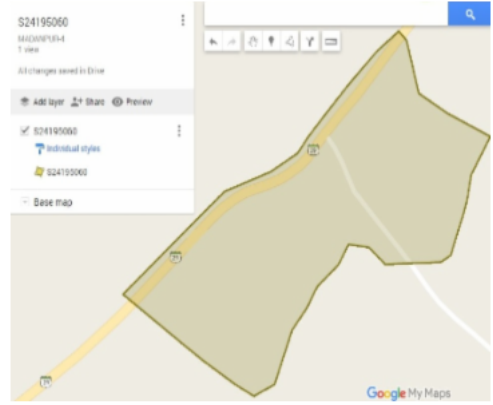 S24195060
MADANPUR-4
1 view
All changes saved in Drive
Add layer Share Preview
S24195060
Individual styles
S24195060
Base map
Google My Maps